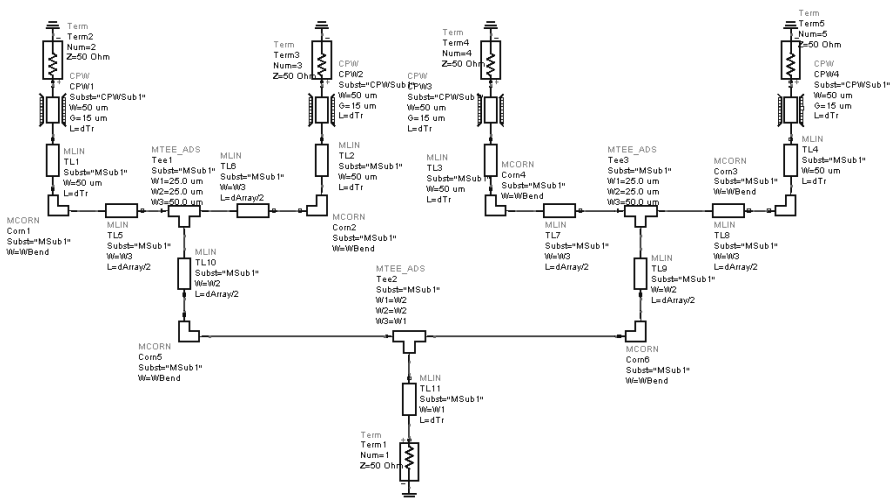 Term
Term2
Num=2
Z=50 Ohm
CPW
CPW1
Subst="CPWSub1"
W=50 um
G=15 um
L=dTr
MLIN
TL1
Subst="MSub1"
W=50 um
L=dTr
MCORN
Corn1
Subst="MSub1"
W=WBend
MLIN
TL5
Subst="MSub1"
W=W3
L=dArray/2
MTEE_ADS
Tee1
Subst="MSub1"
W1=25.0 um
W2=25.0 um
W3=50.0 um
MLIN
TL6
Subst="MSub1"
W=W3
L=dArray/2
Term
Term3
Num=3
Z=50 Ohm
CPW
CPW2
Subst="CPWSub1"
W=50 um
G=15 um
L=dTr
MLIN
TL2
Subst="MSub1"
W=50 um
L=dTr
MCORN
Corn2
Subst="MSub1"
W=WBend
MLIN
TL10
Subst="MSub1"
W=W2
L=dArray/2
MCORN
Corn5
Subst="MSub1"
W=WBend
MTEE_ADS
Tee2
Subst="MSub1"
W1=W2
W2=W2
W3=W1
Term
Term4
Num=4
Z=50 Ohm
CPW
CPW3
Subst="CPWSub1"
W=50 um
G=15 um
L=dTr
MLIN
TL3
Subst="MSub1"
W=50 um
L=dTr
MCORN
Corn4
Subst="MSub1"
W=WBend
MLIN
TL7
Subst="MSub1"
W=W3
L=dArray/2
MTEE_ADS
Tee3
Subst="MSub1"
W1=25.0 um
W2=25.0 um
W3=50.0 um
MCORN
Corn3
Subst="MSub1"
W=WBend
MLIN
TL8
Subst="MSub1"
W=W3
L=dArray/2
Term
Term5
Num=5
Z=50 Ohm
CPW
CPW4
Subst="CPWSub1"
W=50 um
G=15 um
L=dTr
MLIN
TL4
Subst="MSub1"
W=50 um
L=dTr
MLIN
TL9
Subst="MSub1"
W=W2
L=dArray/2
MCORN
Corn6
Subst="MSub1"
W=WBend
MLIN
TL11
Subst="MSub1"
W=W1
L=dTr
Term
Term1
Num=1
Z=50 Ohm